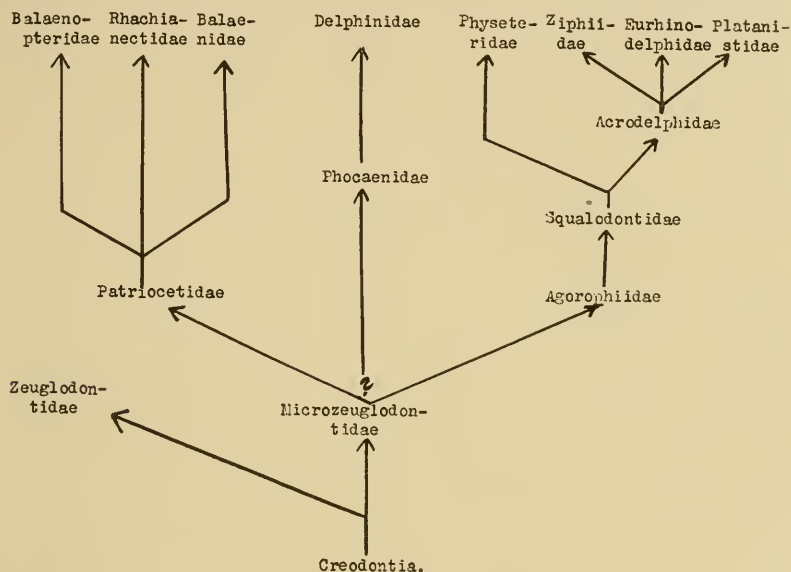 Balaeno- Rhachia- Balae- Delphinidae Physete- Ziphii- Eurhino- Platani-
pteridae nectidae nidae ridae dae delphidae stidae
Acrodelphidae
Phocaenidae
Squalodontidae
Patriocetidae Agorophiidae
?
Zeuglodon-
tidae
Microzeuglodon-
tidae
Creodontia.